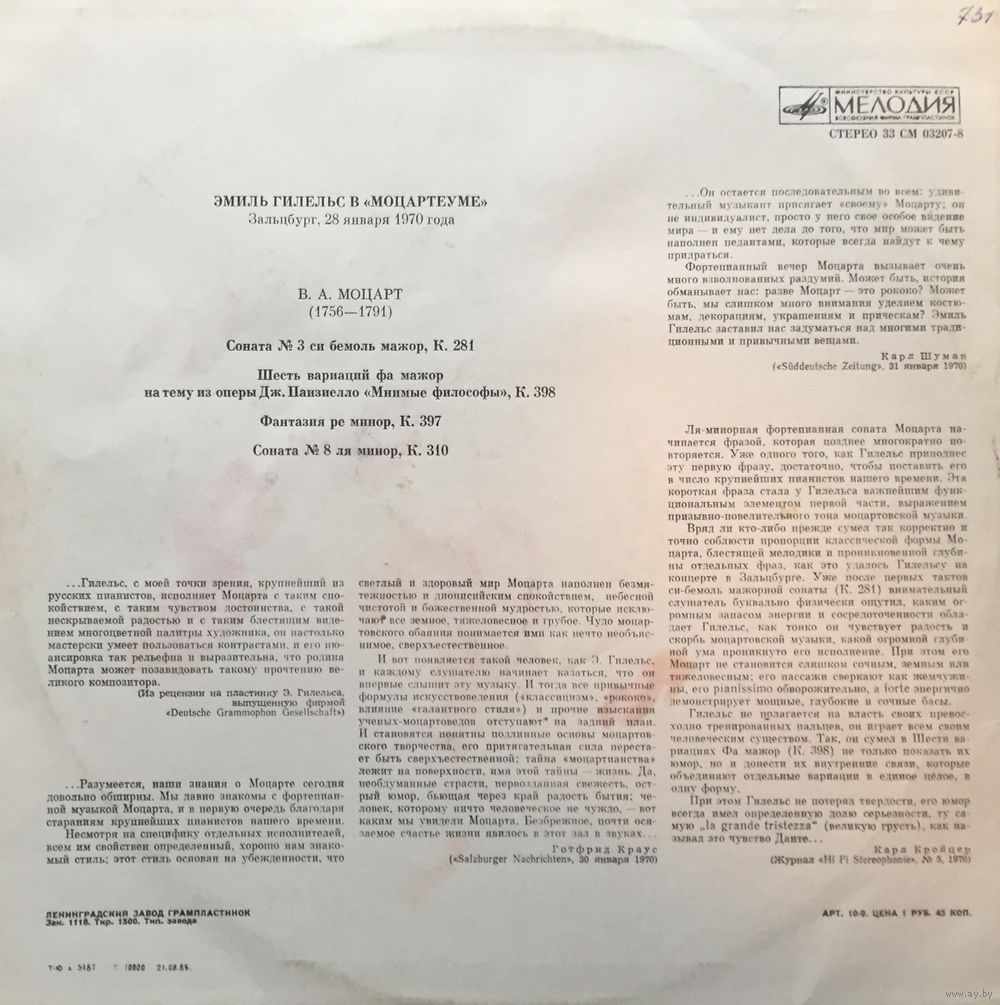 731
МИНИСТЕРСТВО КУЛЬТУРЫ СССР
МЕЛОДИЯ
ВСЕСОЮЗНАЯ ФИРМА ГРАМПЛАСТИНОК
СТЕРЕО 33 СМ 03207-8
ЭМИЛЬ ГИЛЕЛЬС В «МОЦАРТЕУМЕ»
Зальцбург, 28 января 1970 года
В. А. МОЦАРТ
(1756—1791)
Соната № 3 си бемоль мажор, К. 281
Шесть вариаций фа мажор
на тему из оперы Дж. Паизиелло «Мнимые философы», К. 398
Фантазия ре минор, К. 397
Соната № 8 ля минор, К. 310
...Гилельс, с моей точки зрения, крупнейший из
русских пианистов, исполняет Моцарта с таким спо-
койствием, с таким чувством достоинства, с такой
нескрываемой радостью и с таким блестящим виде-
нием многоцветной палитры художника, он настолько
мастерски умеет пользоваться контрастами, и его ню-
ансировка так рельефна и выразительна, что родина
Моцарта может позавидовать такому прочтению ве-
ликого композитора.
(Из рецензии на пластинку Э. Гилельса,
выпущенную фирмой
«Deutsche Grammophon Gesellschaft»)
...Разумеется, наши знания о Моцарте сегодня
довольно обширны. Мы давно знакомы с фортепиан-
ной музыкой Моцарта, и в первую очередь благодаря
стараниям крупнейших пианистов нашего времени.
Несмотря на специфику отдельных исполнителей,
всем им свойствен определенный, хорошо нам знако-
мый стиль; этот стиль основан на убежденности, что
светлый и здоровый мир Моцарта наполнен безмя-
тежностью и дионисийским спокойствием, небесной
чистотой и божественной мудростью, которые исклю-
чают все земное, тяжеловесное и грубое. Чудо моцар-
товского обаяния понимается ими как нечто необъяс-
нимое, сверхъестественное.
И вот появляется такой человек, как Э. Гилельс,
и каждому слушателю начинает казаться, что он
впервые слышит эту музыку. И тогда все привычные
формулы искусствоведения («классицизм», «рококо»,
влияние «галантного стиля») и прочие изыскания
ученых-моцартоведов отступают на задний план.
И становятся понятны подлинные основы моцартов-
ского творчества, его притягательная сила переста-
ет быть сверхъестественной; тайна «моцартианства»
лежит на поверхности, имя этой тайны — жизнь. Да,
необдуманные страсти, первозданная свежесть, ост-
рый юмор, бьющая через край радость бытия; че-
ловек, которому ничто человеческое не чуждо, — вот
каким мы увидели Моцарта. Безбрежное, почти ося-
заемое счастье жизни явилось в этот зал в звуках...
Готфрид Краус
(«Salzburger Nachrichten», 30 января 1970)
...Он остается последовательным во всем: удиви-
тельный музыкант присягает «своему» Моцарту; он
не индивидуалист, просто у него свое особое видение
мира — и ему нет дела до того, что мир может быть
наполнен педантами, которые всегда найдут к чему
придраться.
Фортепианный вечер Моцарта вызывает очень
много взволнованных раздумий. Может быть, история
обманывает нас: разве Моцарт — это рококо? Может
быть, мы слишком много внимания уделяем костю-
мам, декорациям, украшениям и прическам? Эмиль
Гилельс заставил нас задуматься над многими тради-
ционными и привычными вещами.
Карл Шуман
(«Süddeutsche Zeitung», 31 января 1970)
Ля-минорная фортепианная соната Моцарта на-
чинается фразой, которая позднее многократно по-
вторяется. Уже одного того, как Гилельс преподнес
эту первую фразу, достаточно, чтобы поставить его
в число крупнейших пианистов нашего времени. Эта
короткая фраза стала у Гилельса важнейшим функ-
циональным элементом первой части, выражением
призывно-повелительного тона моцартовской музыки.
Вряд ли кто-либо прежде сумел так корректно и
точно соблюсти пропорции классической формы Мо-
царта, блестящей мелодики и проникновенной глуби-
ны отдельных фраз, как это удалось Гилельсу на
концерте в Зальцбурге. Уже после первых тактов
си-бемоль мажорной сонаты (К. 281) внимательный
слушатель буквально физически ощутил, каким ог-
ромным запасом энергии и сосредоточенности обла-
дает Гилельс, как тонко он чувствует радость и
скорбь моцартовской музыки, какой огромной глуби-
ной ума проникнуто его исполнение. При этом его
Моцарт не становится слишком сочным, земным или
тяжеловесным; его пассажи сверкают как жемчужи-
ны, его pianissimo обворожительно, а forte энергично
демонстрирует мощные, глубокие и сочные басы.
Гилельс не полагается на власть своих превос-
ходно тренированных пальцев, он играет всем своим
человеческим существом. Так, он сумел в Шести ва-
риациях Фа мажор (К. 398) не только показать их
юмор, но и донести их внутренние связи, которые
объединяют отдельные вариации в единое целое, в
одну форму.
При этом Гилельс не потерял твердости, его юмор
всегда имел определенную долю серьезности, ту са-
мую „la grande tristezza“ (великую грусть), как на-
зывал это чувство Данте...
Карл Крейцер
(Журнал «Hi Fi Stereophonie», № 5, 1970)
ЛЕНИНГРАДСКИЙ ЗАВОД ГРАМПЛАСТИНОК
Зак. 1118. Тир. 1500. Тип. завода
АРТ. 10-9. ЦЕНА 1 РУБ. 45 КОП.
5187 10000 21.08.85.
www.ay.by